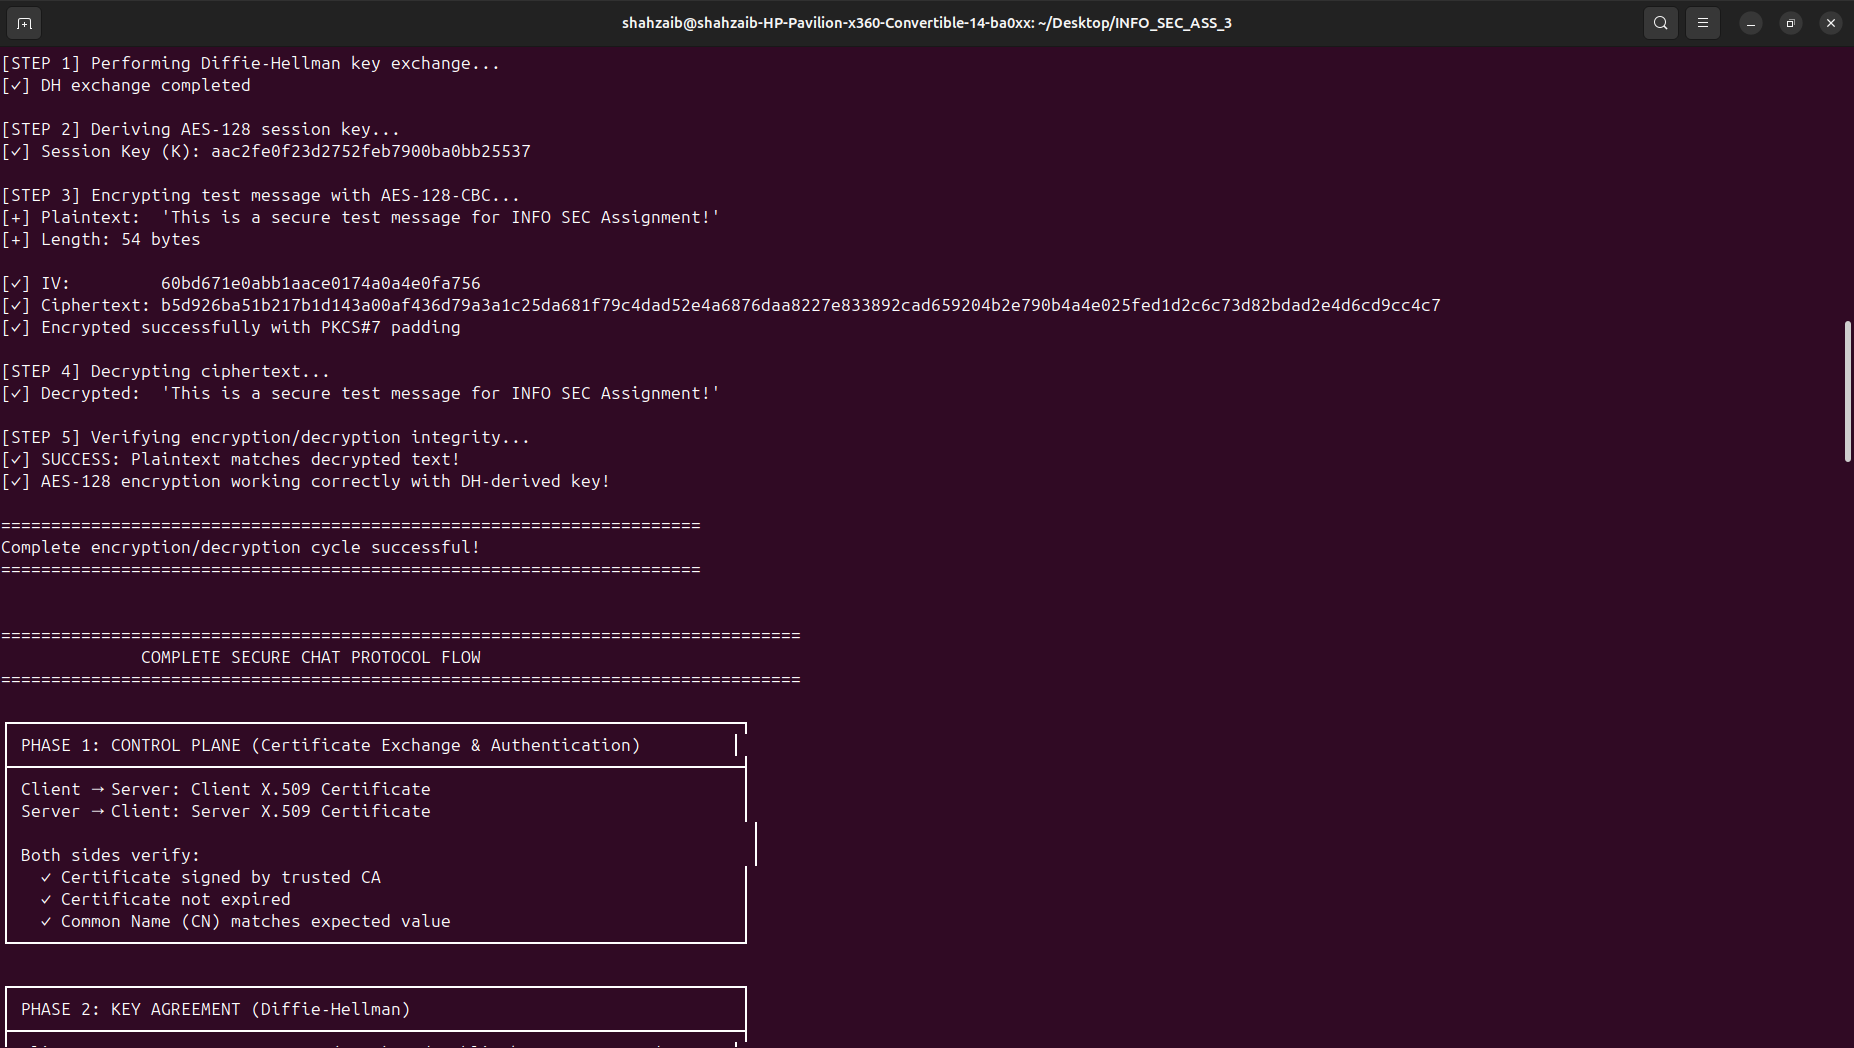 shahzaib@shahzaib-HP-Pavilion-x360-Convertible-14-ba0xx: ~/Desktop/INFO_SEC_ASS_3
[STEP 1] Performing Diffie-Hellman key exchange...
[✓] DH exchange completed
[STEP 2] Deriving AES-128 session key...
[✓] Session Key (K): aac2fe0f23d2752feb7900ba0bb25537
[STEP 3] Encrypting test message with AES-128-CBC...
[+] Plaintext:  'This is a secure test message for INFO SEC Assignment!'
[+] Length: 54 bytes
[✓] IV:         60bd671e0abb1aace0174a0a4e0fa756
[✓] Ciphertext: b5d926ba51b217b1d143a00af436d79a3a1c25da681f79c4dad52e4a6876daa8227e833892cad659204b2e790b4a4e025fed1d2c6c73d82bdad2e4d6cd9cc4c7
[✓] Encrypted successfully with PKCS#7 padding
[STEP 4] Decrypting ciphertext...
[✓] Decrypted:  'This is a secure test message for INFO SEC Assignment!'
[STEP 5] Verifying encryption/decryption integrity...
[✓] SUCCESS: Plaintext matches decrypted text!
[✓] AES-128 encryption working correctly with DH-derived key!
======================================================================
Complete encryption/decryption cycle successful!
======================================================================
================================================================================
COMPLETE SECURE CHAT PROTOCOL FLOW
================================================================================
PHASE 1: CONTROL PLANE (Certificate Exchange & Authentication)
Client → Server: Client X.509 Certificate
Server → Client: Server X.509 Certificate
Both sides verify:
✓ Certificate signed by trusted CA
✓ Certificate not expired
✓ Common Name (CN) matches expected value
PHASE 2: KEY AGREEMENT (Diffie-Hellman)